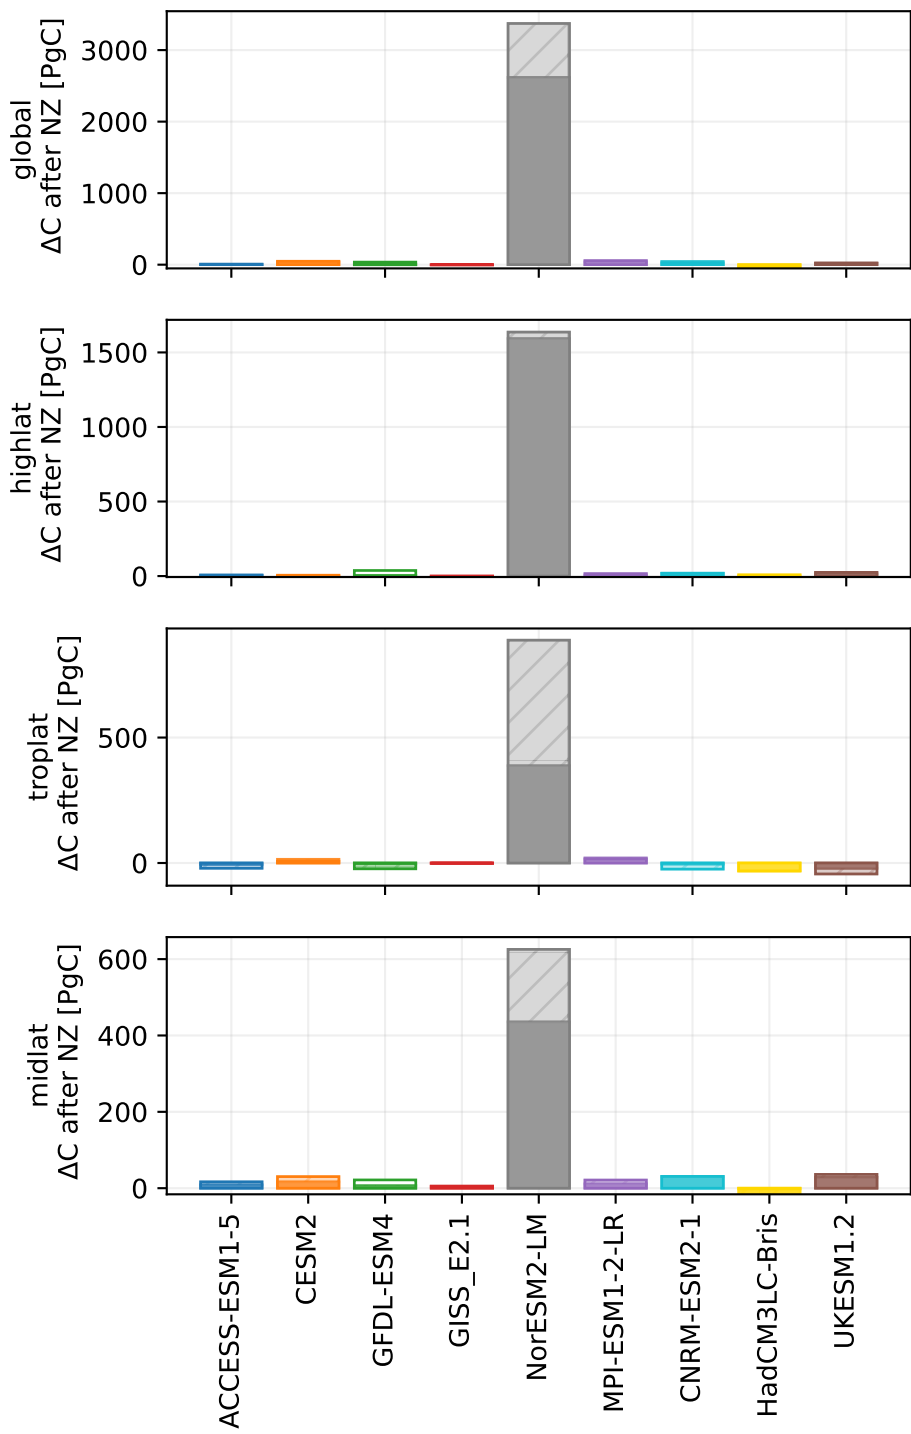 global
ΔC after NZ [PgC]
3000
2000
1000
0
highlat
ΔC after NZ [PgC]
1500
1000
500
0
troplat
ΔC after NZ [PgC]
500
0
midlat
ΔC after NZ [PgC]
600
400
200
0
ACCESS-ESM1-5
CESM2
GFDL-ESM4
GISS_E2.1
NorESM2-LM
MPI-ESM1-2-LR
CNRM-ESM2-1
HadCM3LC-Bris
UKESM1.2